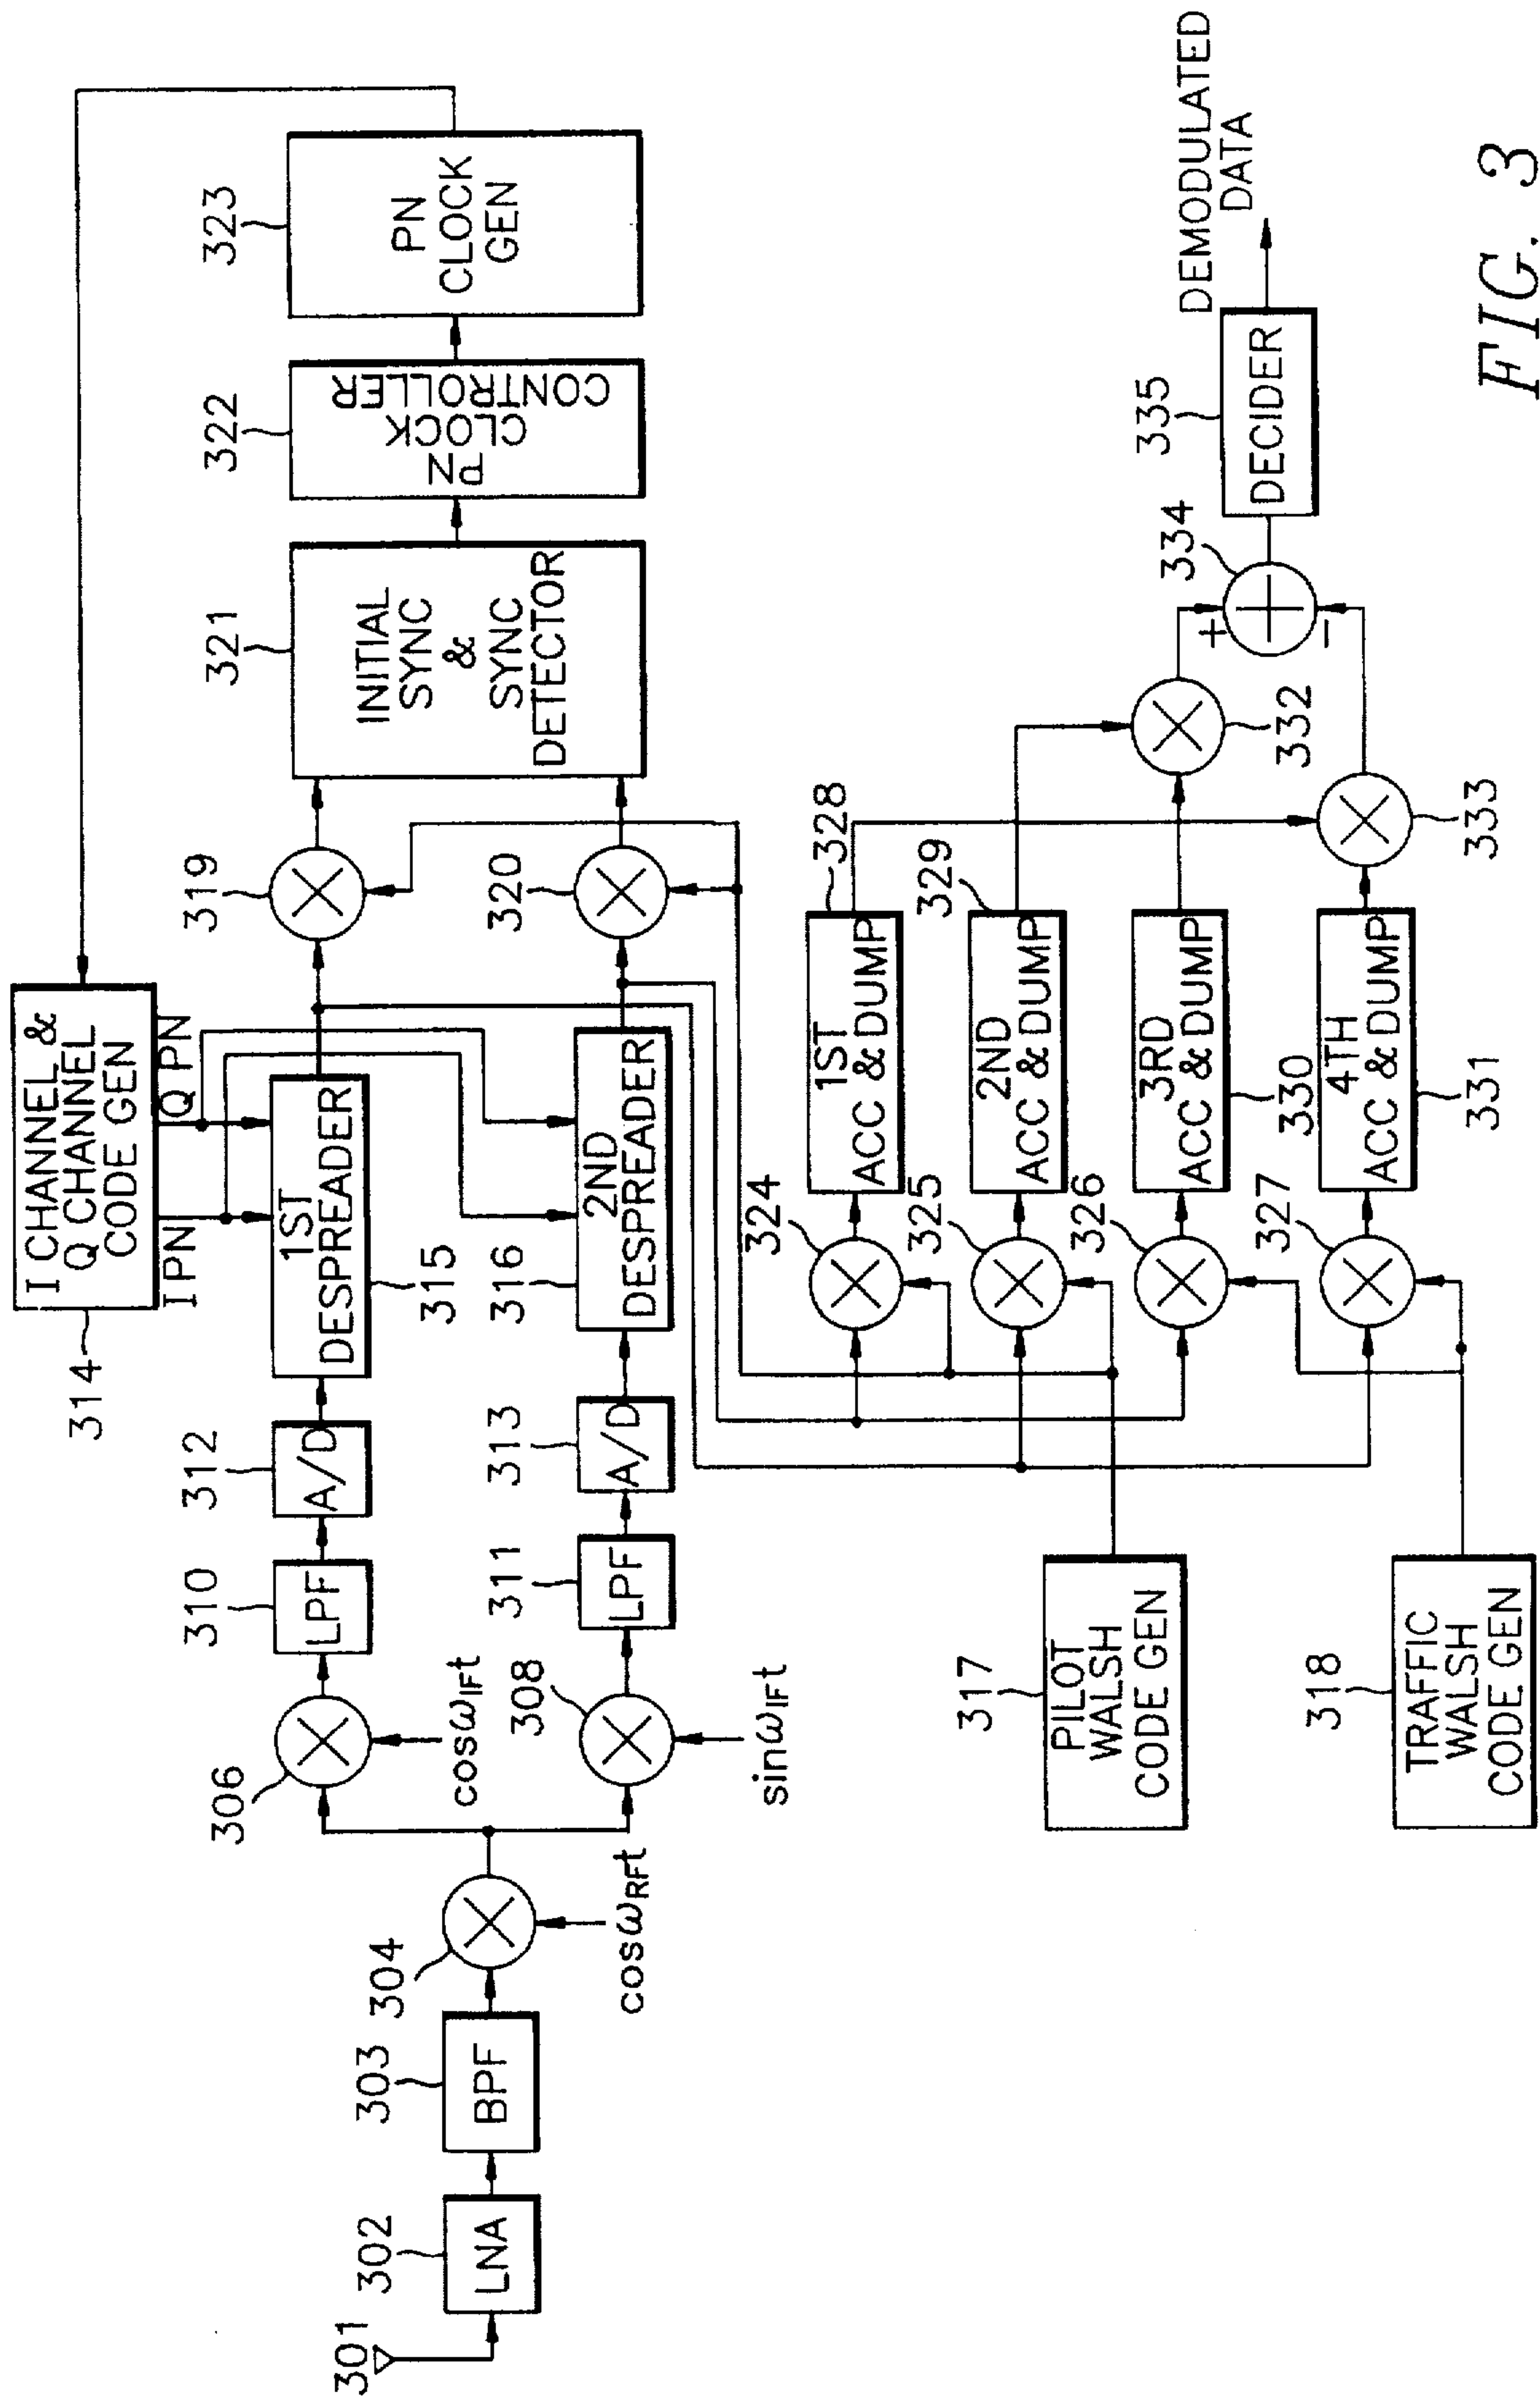 301
302
LNA
303
BPF
304
cosωRFt
306
cosωIFt
308
sinωIFt
310
LPF
311
LPF
312
A/D
313
A/D
314
I CHANNEL &
Q CHANNEL
CODE GEN
I PN
Q PN
1ST
DESPREADER
315
316
2ND
DESPREADER
319
320
321
INITIAL
SYNC
&
SYNC
DETECTOR
322
PN
CLOCK
CONTROLLER
323
PN
CLOCK
GEN
317
PILOT
WALSH
CODE GEN
318
TRAFFIC
WALSH
CODE GEN
324
325
326
327
328
1ST
ACC & DUMP
329
2ND
ACC & DUMP
3RD
ACC & DUMP
330
4TH
ACC & DUMP
331
332
333
334
+
-
335
DECIDER
DEMODULATED
DATA
FIG. 3